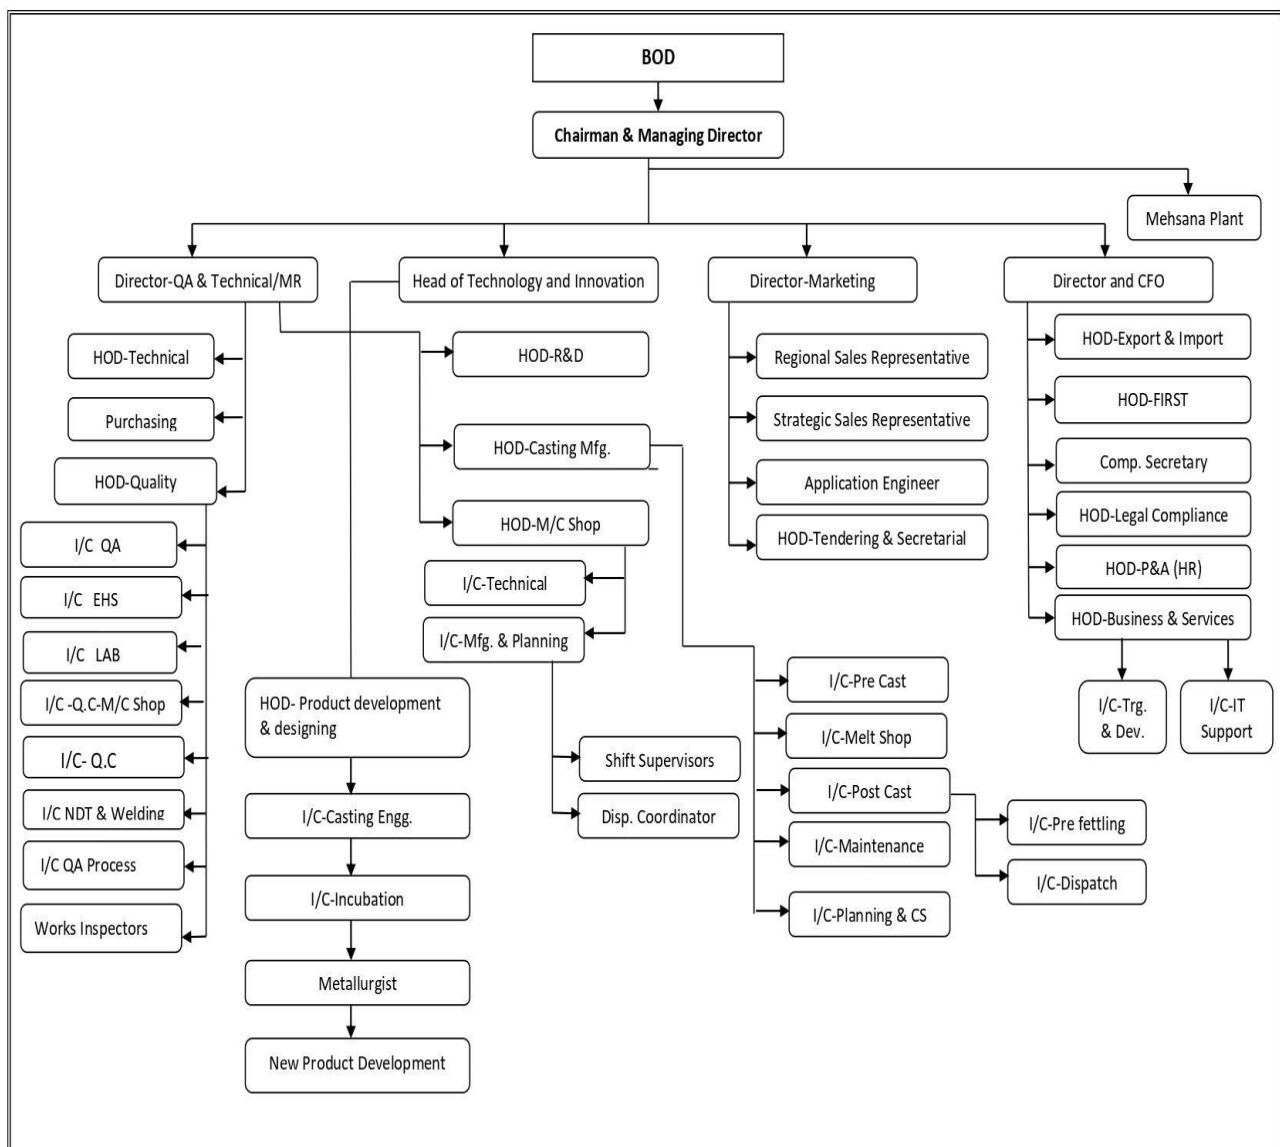 BOD
Chairman & Managing Director
Mehsana Plant
Director-QA & Technical/MR
Head of Technology and Innovation
Director-Marketing
Director and CFO
HOD-Technical
Purchasing
HOD-Quality
I/C QA
I/C EHS
I/C LAB
I/C -Q.C-M/C Shop
I/C- Q.C
I/C NDT & Welding
I/C QA Process
Works Inspectors
HOD-R&D
HOD-Casting Mfg.
HOD-M/C Shop
I/C-Technical
I/C-Mfg. & Planning
Shift Supervisors
Disp. Coordinator
HOD- Product development
& designing
I/C-Casting Engg.
I/C-Incubation
Metallurgist
New Product Development
I/C-Pre Cast
I/C-Melt Shop
I/C-Post Cast
I/C-Maintenance
I/C-Planning & CS
I/C-Pre fettling
I/C-Dispatch
Regional Sales Representative
Strategic Sales Representative
Application Engineer
HOD-Tendering & Secretarial
HOD-Export & Import
HOD-FIRST
Comp. Secretary
HOD-Legal Compliance
HOD-P&A (HR)
HOD-Business & Services
I/C-Trg.
& Dev.
I/C-IT
Support